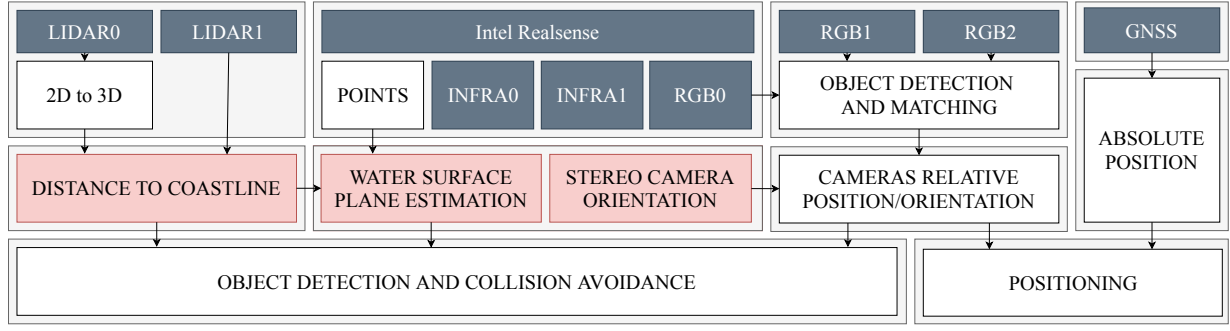 LIDAR0
LIDAR1
Intel Realsense
RGB1
RGB2
GNSS
2D to 3D
POINTS
INFRA0
INFRA1
RGB0
OBJECT DETECTION
AND MATCHING
ABSOLUTE
POSITION
DISTANCE TO COASTLINE
WATER SURFACE
PLANE ESTIMATION
STEREO CAMERA
ORIENTATION
CAMERAS RELATIVE
POSITION/ORIENTATION
OBJECT DETECTION AND COLLISION AVOIDANCE
POSITIONING